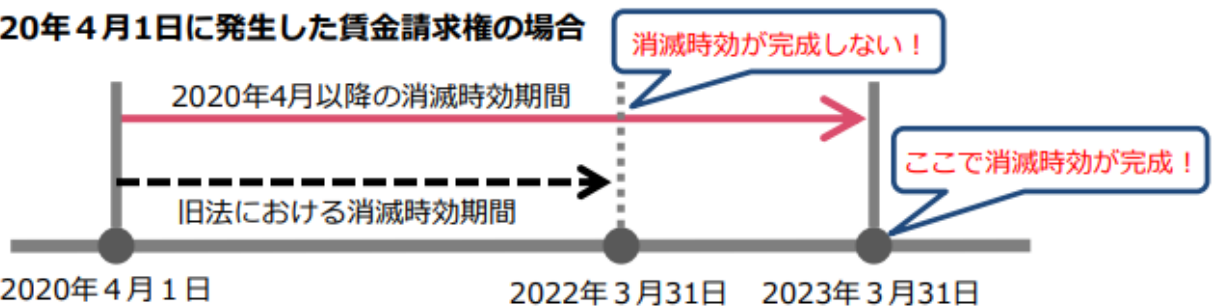 20年４月1日に発生した賃金請求権の場合
消滅時効が完成しない！
2020年4月以降の消滅時効期間
ここで消滅時効が完成！
旧法における消滅時効期間
2020年４月１日
2022年３月31日
2023年３月31日